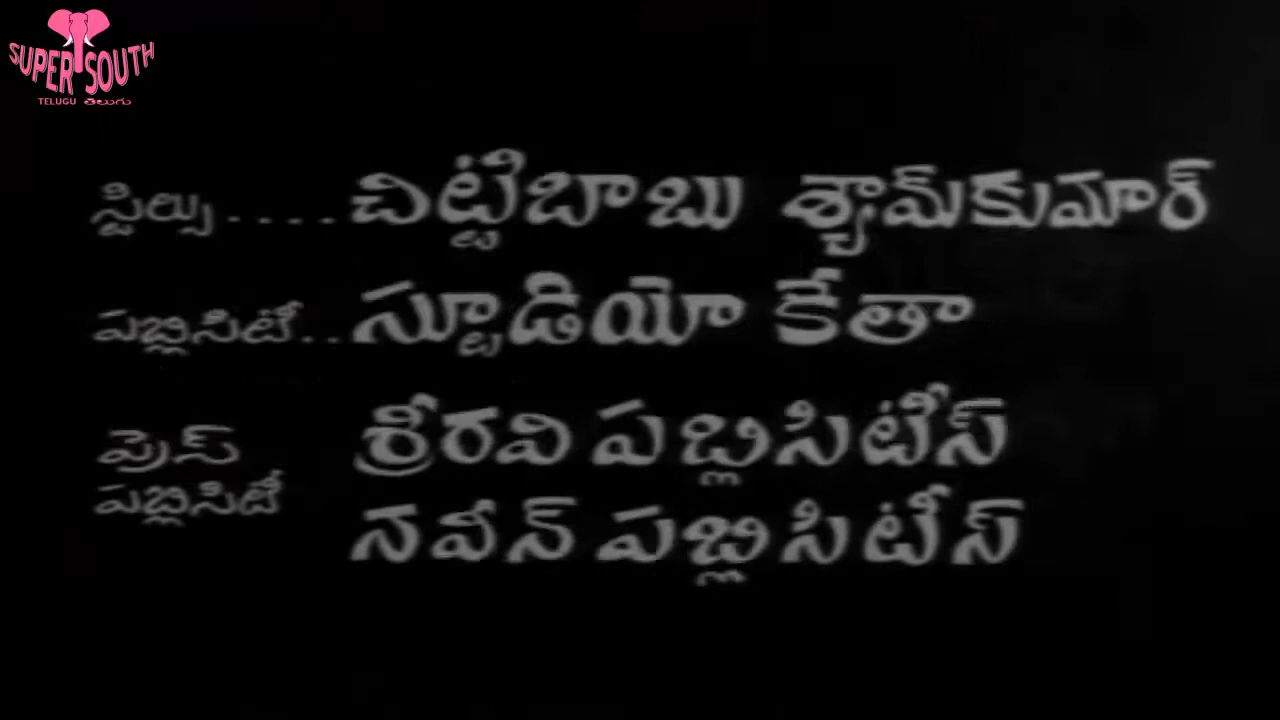 SUPER SOUTH
TELUGU తెలుగు
స్టిల్సు.... చిట్టిబాబు శ్యామ్‌కుమార్
పబ్లిసిటీ.. స్టూడియో కేతా
ప్రెస్ పబ్లిసిటీ
శ్రీరవి పబ్లిసిటీస్
నవీన్ పబ్లిసిటీస్